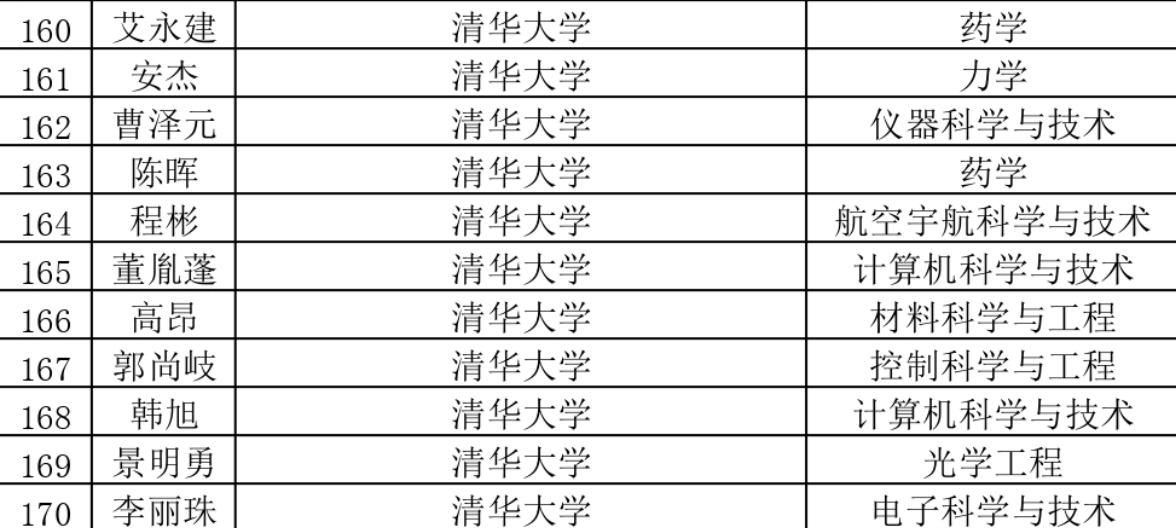 160 艾永建 清华大学 药学
161 安杰 清华大学 力学
162 曹泽元 清华大学 仪器科学与技术
163 陈晖 清华大学 药学
164 程彬 清华大学 航空宇航科学与技术
165 董胤蓬 清华大学 计算机科学与技术
166 高昂 清华大学 材料科学与工程
167 郭尚岐 清华大学 控制科学与工程
168 韩旭 清华大学 计算机科学与技术
169 景明勇 清华大学 光学工程
170 李丽珠 清华大学 电子科学与技术